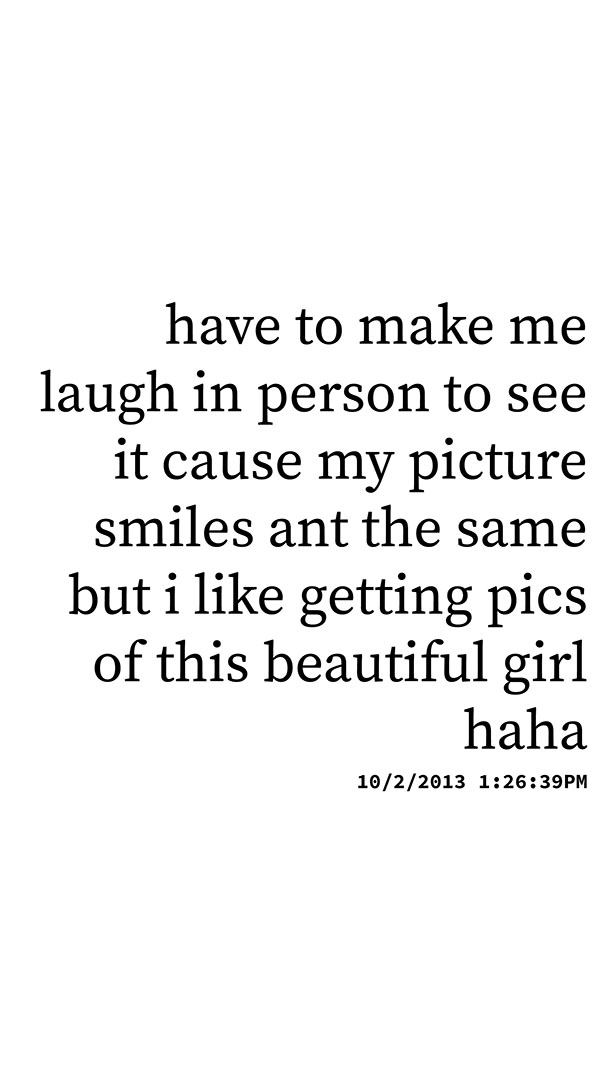 have to make me
laugh in person to see
it cause my picture
smiles ant the same
but i like getting pics
of this beautiful girl
haha
10/2/2013 1:26:39PM